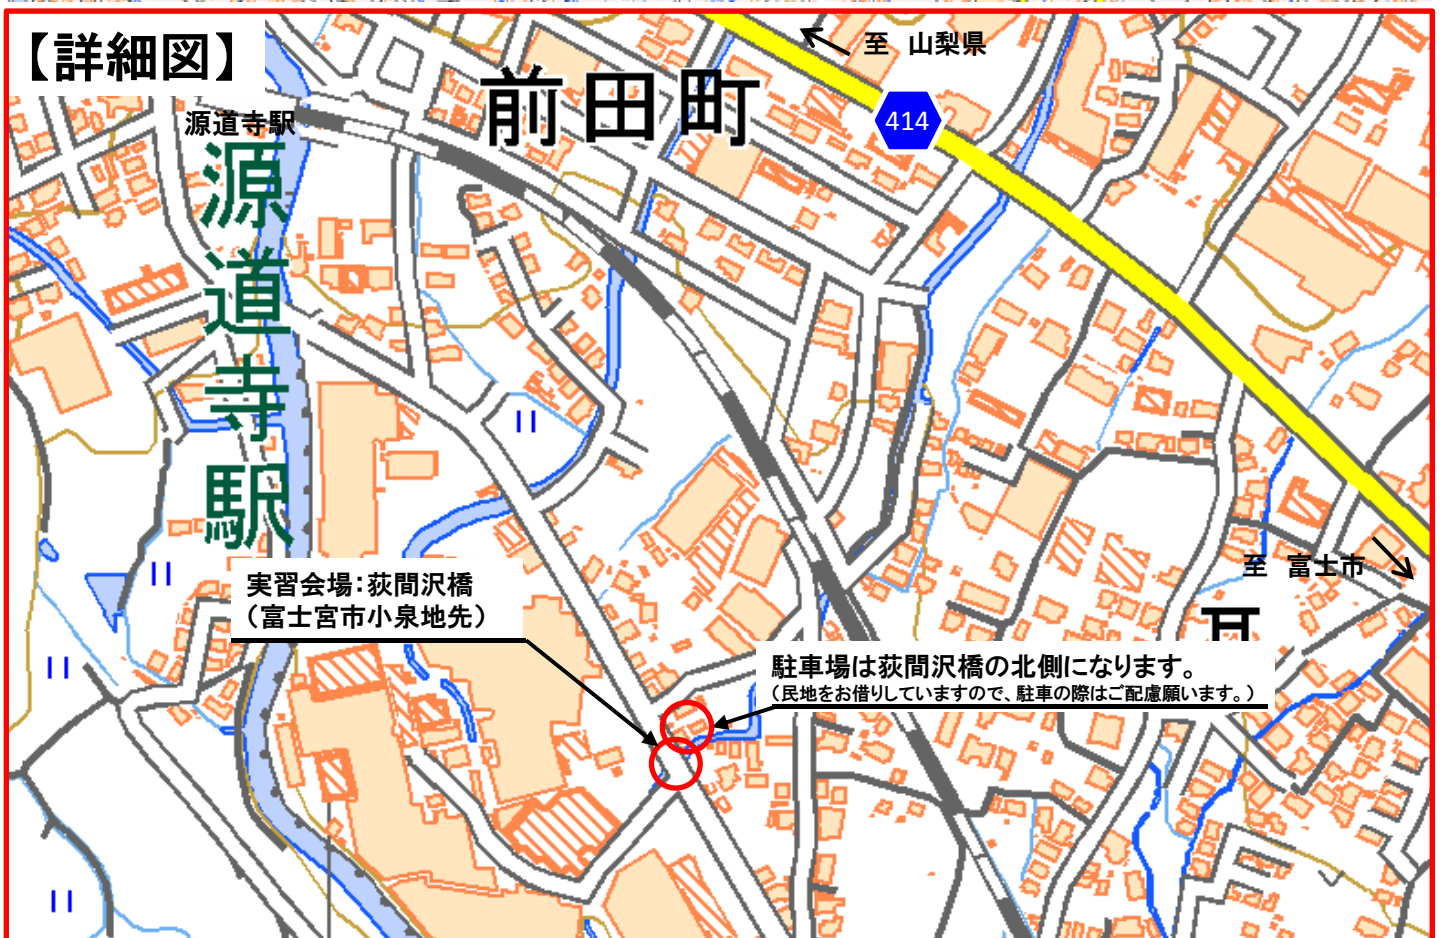 【詳細図】
至 山梨県
前田町
414
源道寺駅
源道寺駅
実習会場：荻間沢橋
（富士宮市小泉地先）
至 富士市
駐車場は荻間沢橋の北側になります。
（民地をお借りしていますので、駐車の際はご配慮願います。）